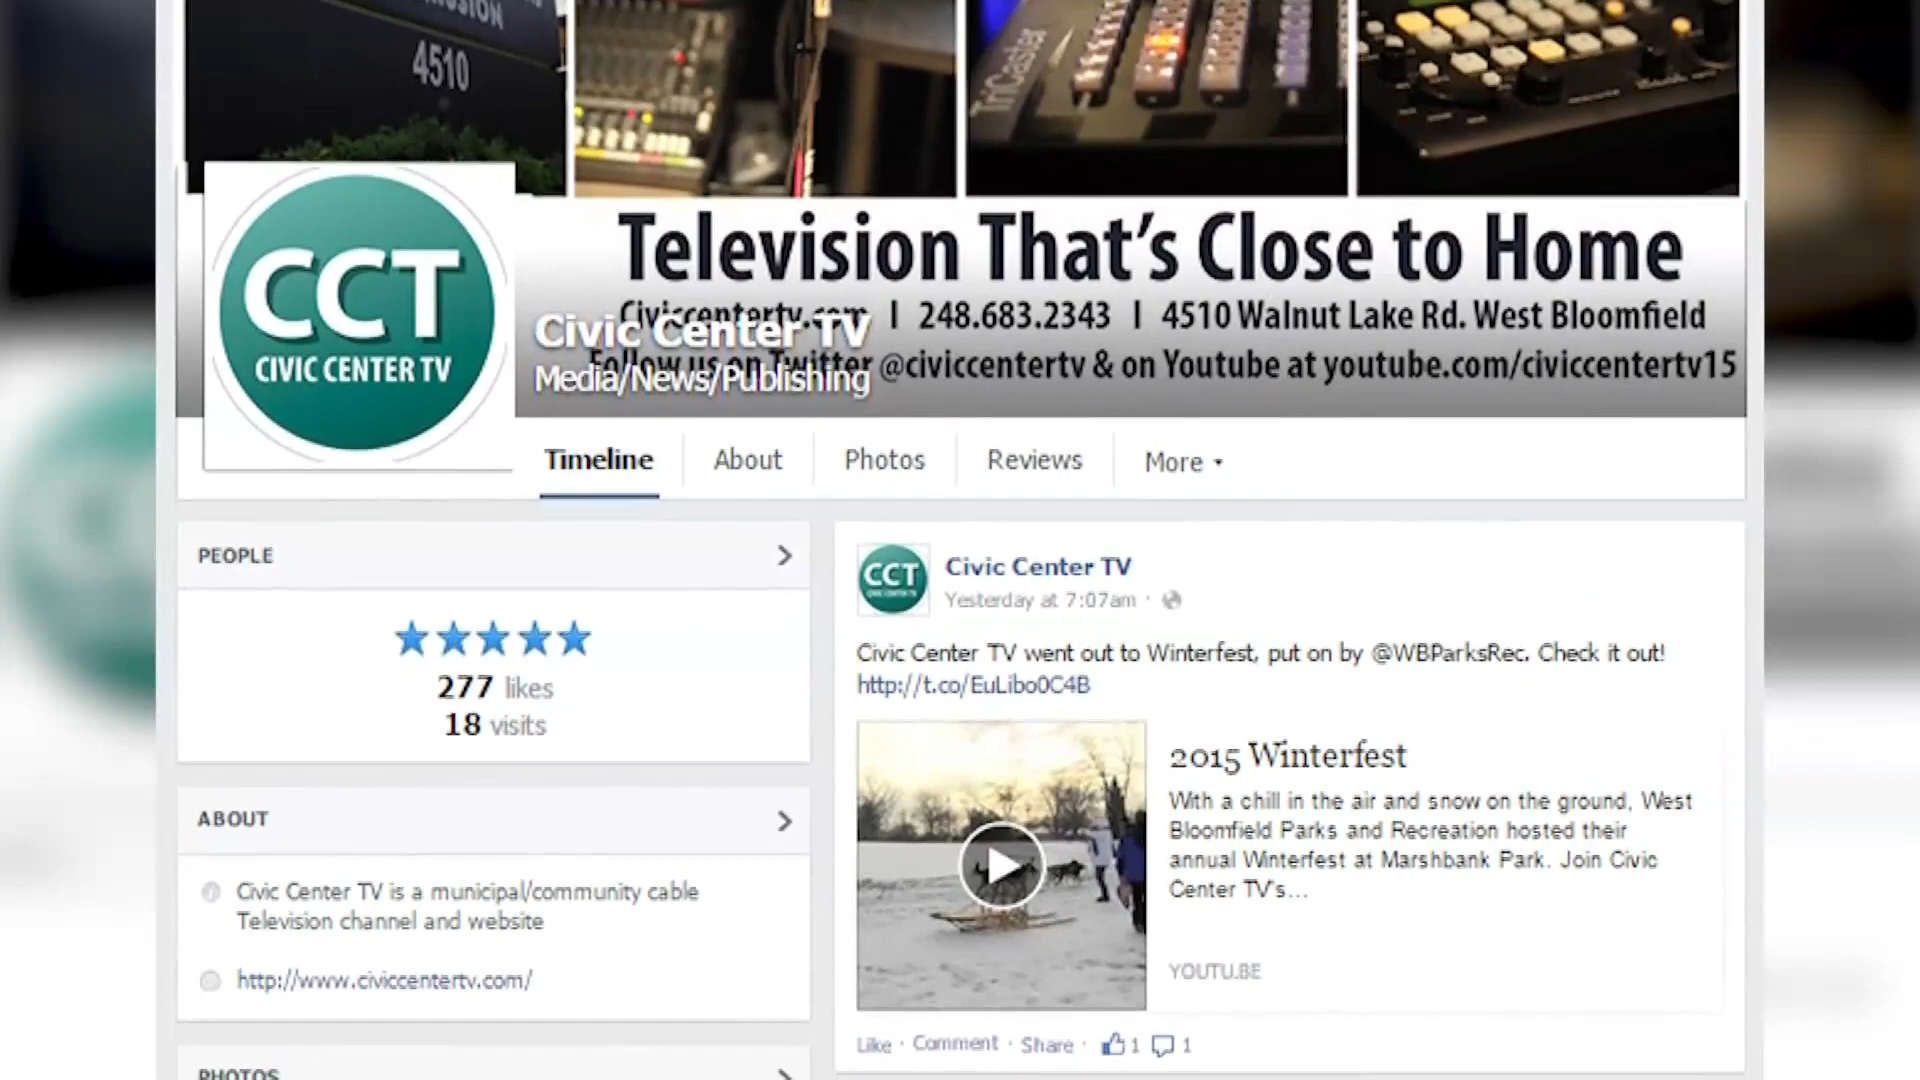 4510
TriCaster
Television That's Close to Home
Civiccentertv.com | 248.683.2343 | 4510 Walnut Lake Rd. West Bloomfield
Follow us on Twitter @civiccentertv & on Youtube at youtube.com/civiccentertv15
CCT
CIVIC CENTER TV
Civic Center TV
Media/News/Publishing
Timeline
About
Photos
Reviews
More
PEOPLE
277 likes
18 visits
ABOUT
Civic Center TV is a municipal/community cable
Television channel and website
http://www.civiccentertv.com/
PHOTOS
CCT
CIVIC CENTER TV
Civic Center TV
Yesterday at 7:07am ·
Civic Center TV went out to Winterfest, put on by @WBParksRec. Check it out!
http://t.co/EuLibo0C4B
2015 Winterfest
With a chill in the air and snow on the ground, West
Bloomfield Parks and Recreation hosted their
annual Winterfest at Marshbank Park. Join Civic
Center TV's...
YOUTU.BE
Like · Comment · Share · 1 1